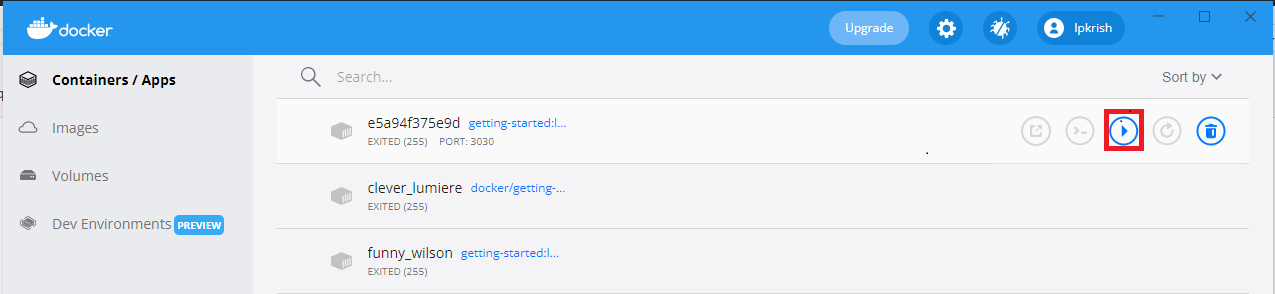 docker
Upgrade
lpkrish
Containers / Apps
Images
Volumes
Dev Environments PREVIEW
Search...
Sort by
e5a94f375e9d getting-started:l...
EXITED (255) PORT: 3030
clever_lumiere docker/getting-...
EXITED (255)
funny_wilson getting-started:l...
EXITED (255)